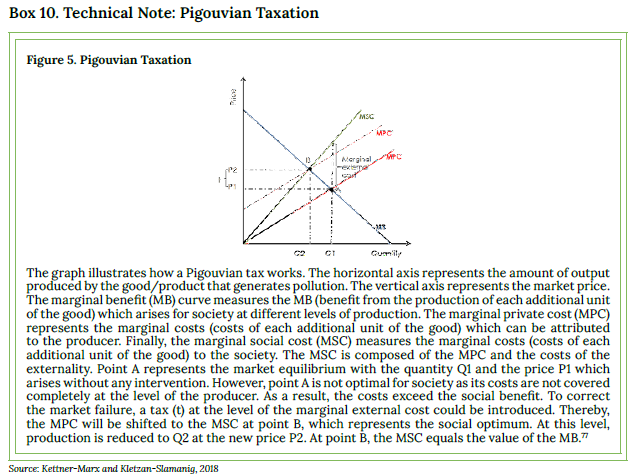 Box 10. Technical Note: Pigouvian Taxation
Figure 5. Pigouvian Taxation
Price
MSC
MPC'
B
MPC
Marginal
external
cost
P2
t
P1
A
MB
Q2
Q1
Quantity
The graph illustrates how a Pigouvian tax works. The horizontal axis represents the amount of output
produced by the good/product that generates pollution. The vertical axis represents the market price.
The marginal benefit (MB) curve measures the MB (benefit from the production of each additional unit
of the good) which arises for society at different levels of production. The marginal private cost (MPC)
represents the marginal costs (costs of each additional unit of the good) which can be attributed
to the producer. Finally, the marginal social cost (MSC) measures the marginal costs (costs of each
additional unit of the good) to the society. The MSC is composed of the MPC and the costs of the
externality. Point A represents the market equilibrium with the quantity Q1 and the price P1 which
arises without any intervention. However, point A is not optimal for society as its costs are not covered
completely at the level of the producer. As a result, the costs exceed the social benefit. To correct
the market failure, a tax (t) at the level of the marginal external cost could be introduced. Thereby,
the MPC will be shifted to the MSC at point B, which represents the social optimum. At this level,
production is reduced to Q2 at the new price P2. At point B, the MSC equals the value of the MB.77
Source: Kettner-Marx and Kletzan-Slamanig, 2018